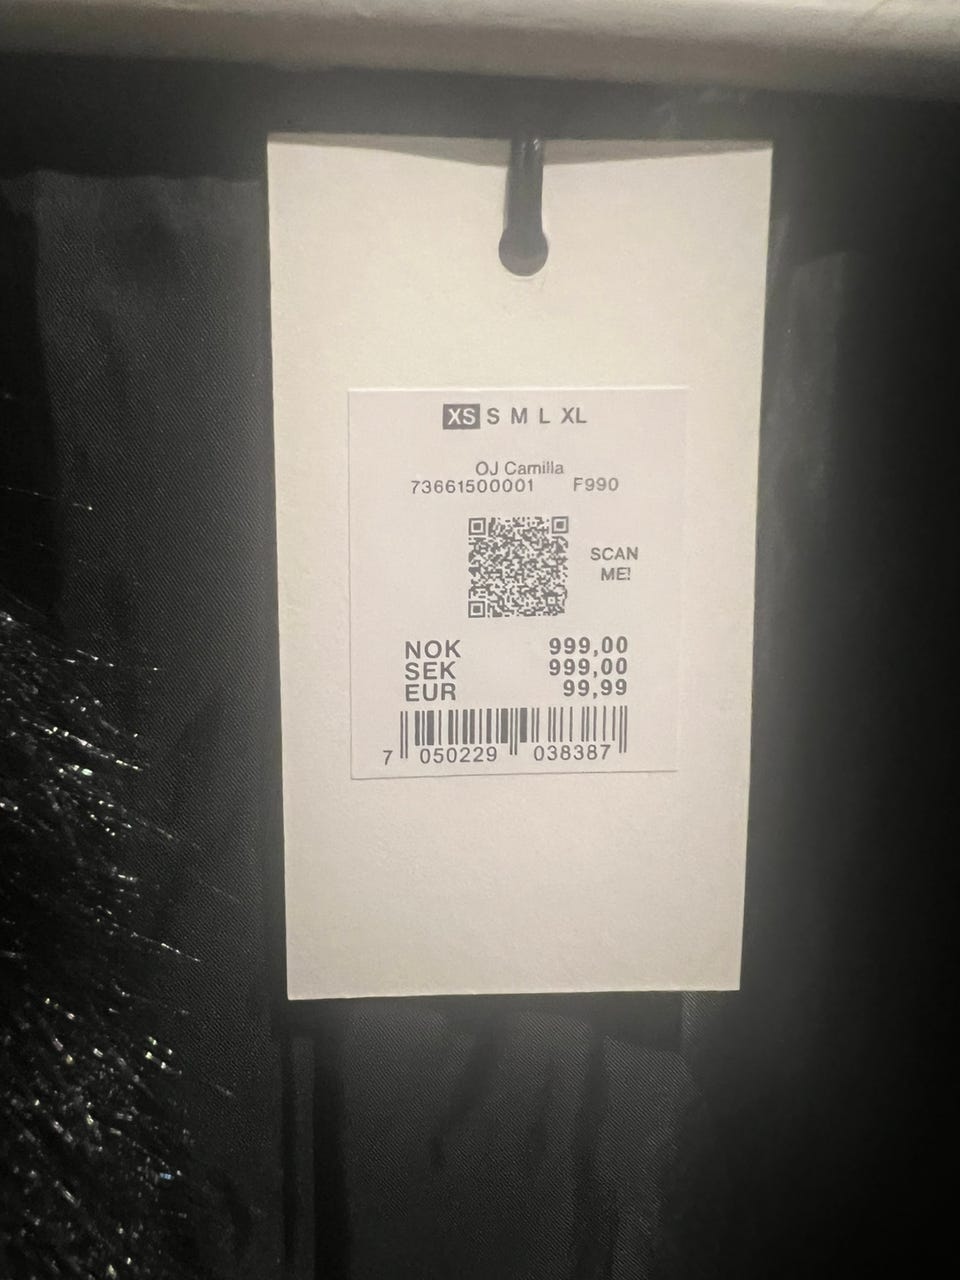 XS S M L XL
OJ Camilla
73661500001 F990
SCAN
ME!
NOK 999,00
SEK 999,00
EUR 99,99
7 050229 038387